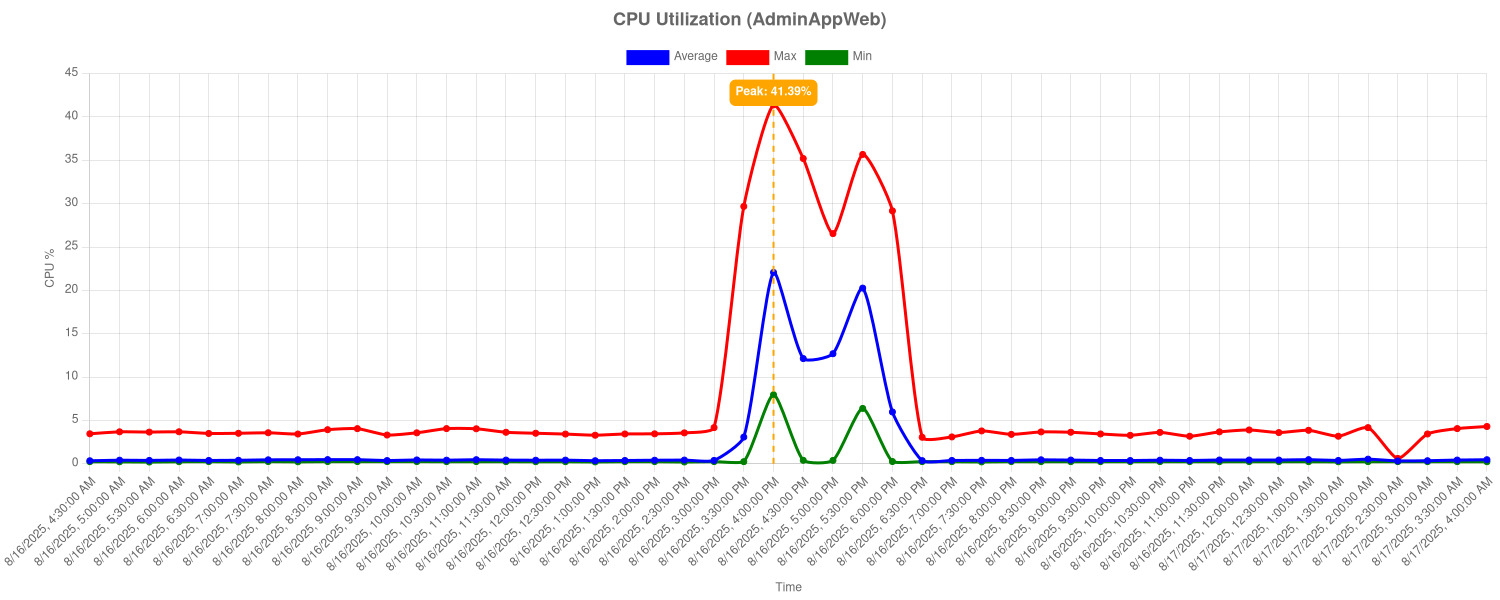 CPU Utilization (AdminAppWeb)
Average Max Min
Peak: 41.39%
45
40
35
30
25
20
15
10
5
0
CPU %
8/16/2025, 4:30:00 AM
8/16/2025, 5:00:00 AM
8/16/2025, 5:30:00 AM
8/16/2025, 6:00:00 AM
8/16/2025, 6:30:00 AM
8/16/2025, 7:00:00 AM
8/16/2025, 7:30:00 AM
8/16/2025, 8:00:00 AM
8/16/2025, 8:30:00 AM
8/16/2025, 9:00:00 AM
8/16/2025, 9:30:00 AM
8/16/2025, 10:00:00 AM
8/16/2025, 10:30:00 AM
8/16/2025, 11:00:00 AM
8/16/2025, 11:30:00 AM
8/16/2025, 12:00:00 PM
8/16/2025, 12:30:00 PM
8/16/2025, 1:00:00 PM
8/16/2025, 1:30:00 PM
8/16/2025, 2:00:00 PM
8/16/2025, 2:30:00 PM
8/16/2025, 3:00:00 PM
8/16/2025, 3:30:00 PM
8/16/2025, 4:00:00 PM
8/16/2025, 4:30:00 PM
8/16/2025, 5:00:00 PM
8/16/2025, 5:30:00 PM
8/16/2025, 6:00:00 PM
8/16/2025, 6:30:00 PM
8/16/2025, 7:00:00 PM
8/16/2025, 7:30:00 PM
8/16/2025, 8:00:00 PM
8/16/2025, 8:30:00 PM
8/16/2025, 9:00:00 PM
8/16/2025, 9:30:00 PM
8/16/2025, 10:00:00 PM
8/16/2025, 10:30:00 PM
8/16/2025, 11:00:00 PM
8/16/2025, 11:30:00 PM
8/17/2025, 12:00:00 AM
8/17/2025, 12:30:00 AM
8/17/2025, 1:00:00 AM
8/17/2025, 1:30:00 AM
8/17/2025, 2:00:00 AM
8/17/2025, 2:30:00 AM
8/17/2025, 3:00:00 AM
8/17/2025, 3:30:00 AM
8/17/2025, 4:00:00 AM
Time